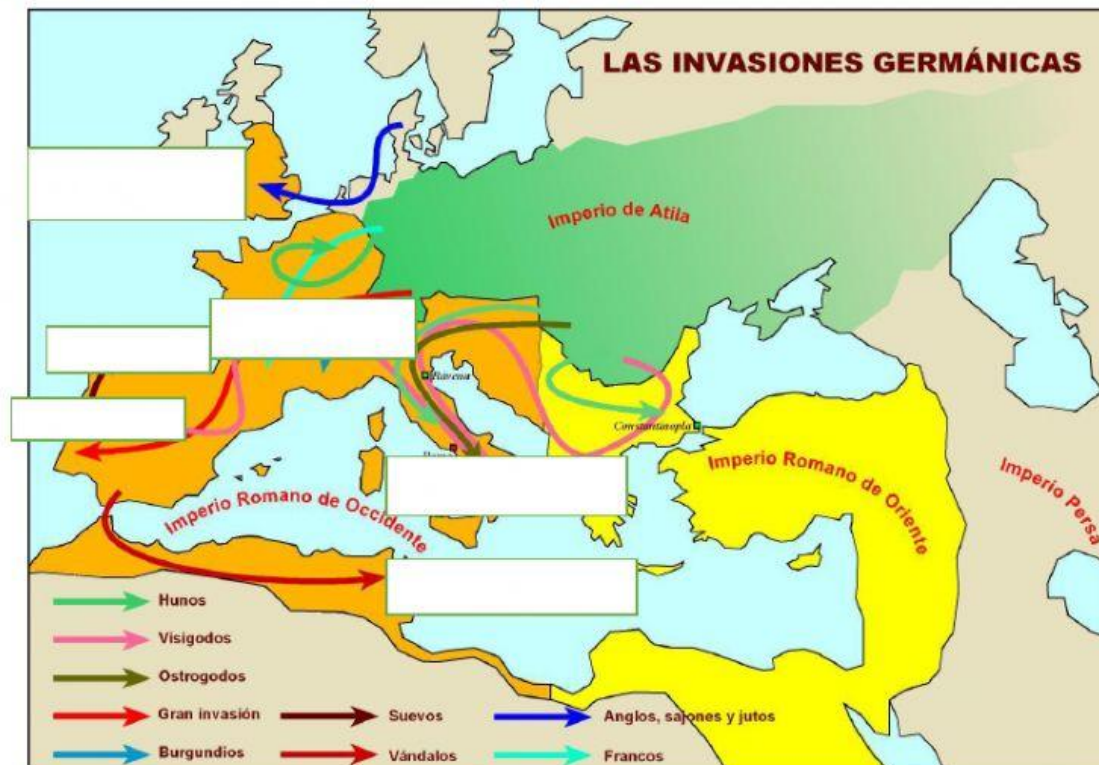 LAS INVASIONES GERMÁNICAS
Imperio de Atila
Rávena
Constantinopla
Imperio Romano de Oriente
Imperio Romano de Occidente
Imperio Persa
Hunos
Visigodos
Ostrogodos
Gran invasión
Suevos
Anglos, sajones y jutos
Burgundios
Vándalos
Francos